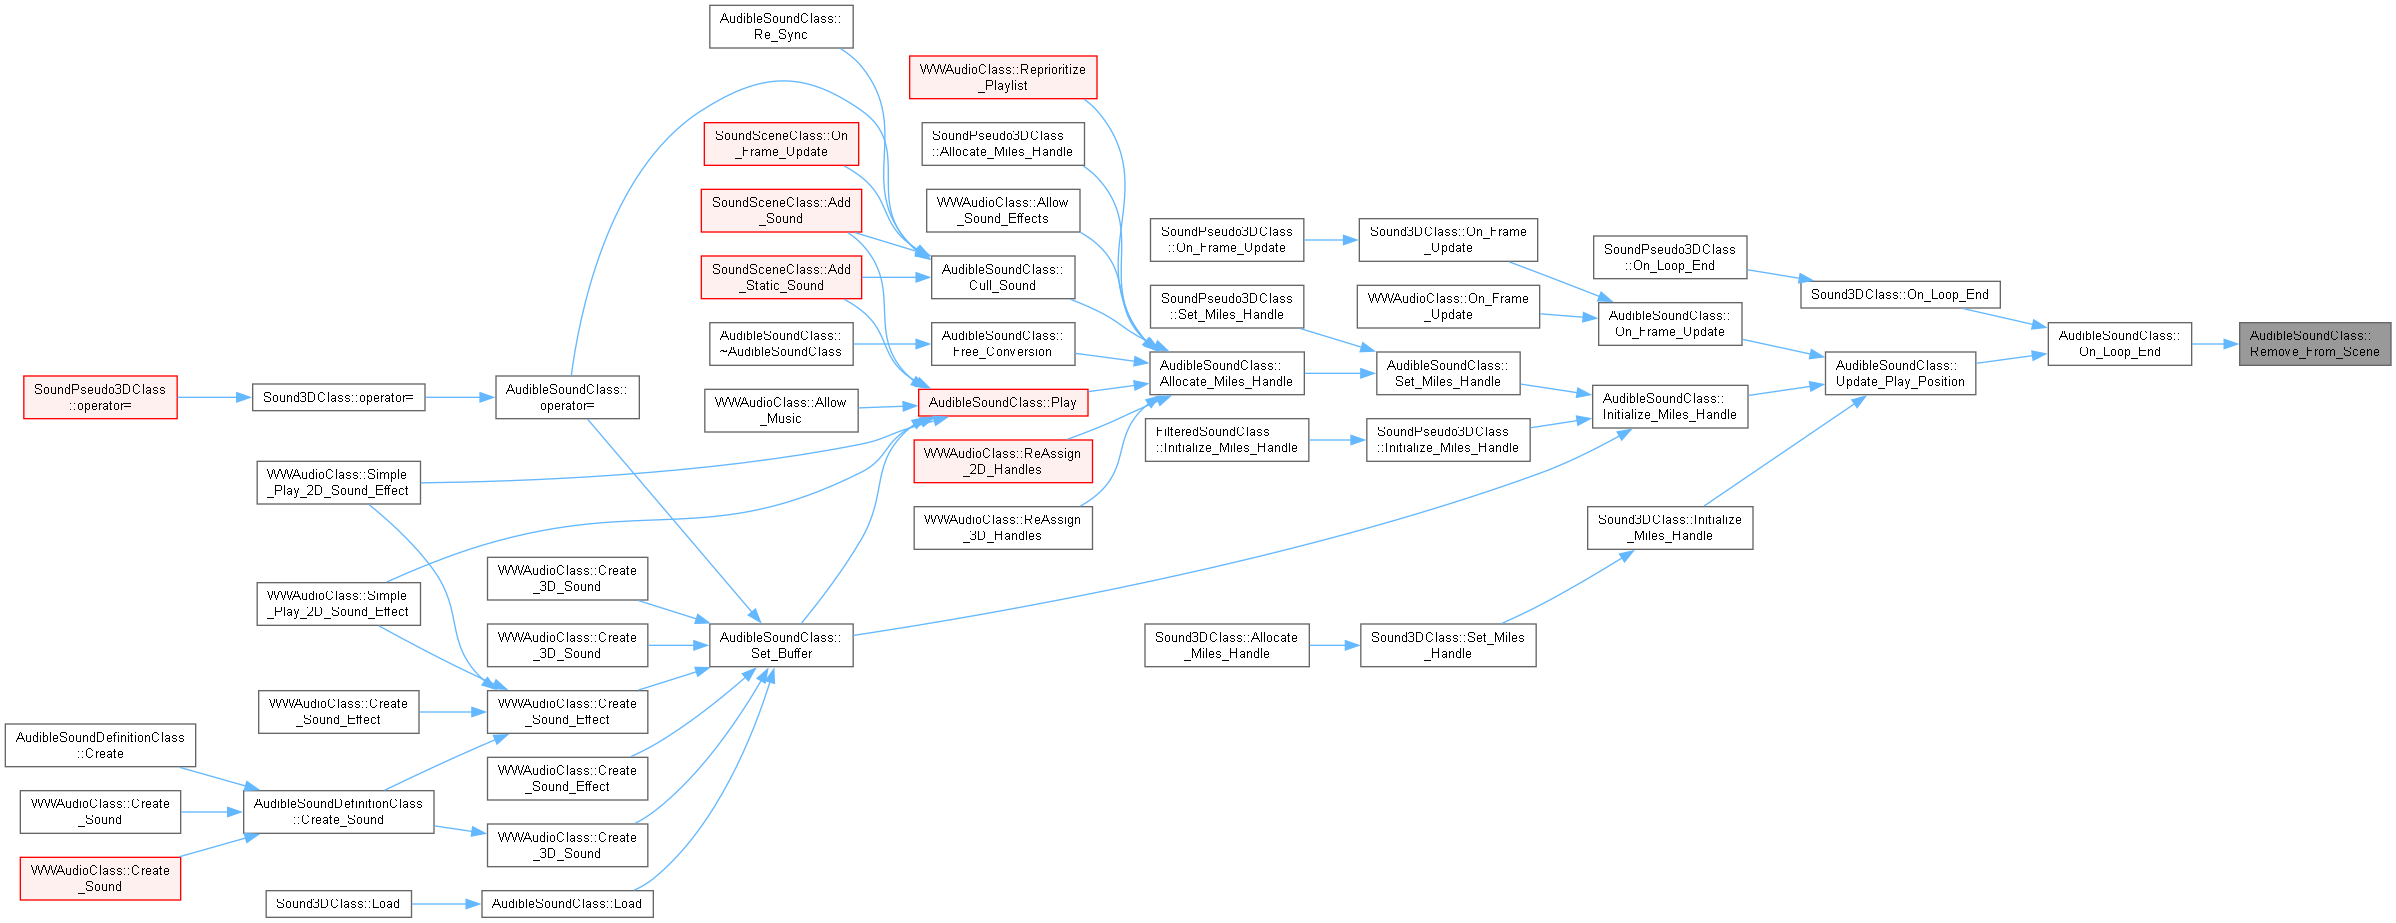 AudibleSoundClass::
Re_Sync
WWAudioClass::Reprioritize
_Playlist
SoundSceneClass::On
_Frame_Update
SoundPseudo3DClass
::Allocate_Miles_Handle
SoundSceneClass::Add
_Sound
WWAudioClass::Allow
_Sound_Effects
SoundPseudo3DClass
::On_Frame_Update
Sound3DClass::On_Frame
_Update
SoundPseudo3DClass
::On_Loop_End
SoundSceneClass::Add
_Static_Sound
AudibleSoundClass::
Cull_Sound
SoundPseudo3DClass
::Set_Miles_Handle
WWAudioClass::On_Frame
_Update
AudibleSoundClass::
On_Frame_Update
Sound3DClass::On_Loop_End
AudibleSoundClass::
~AudibleSoundClass
AudibleSoundClass::
Free_Conversion
AudibleSoundClass::
On_Loop_End
AudibleSoundClass::
Remove_From_Scene
AudibleSoundClass::
Allocate_Miles_Handle
AudibleSoundClass::
Set_Miles_Handle
AudibleSoundClass::
Update_Play_Position
SoundPseudo3DClass
::operator=
Sound3DClass::operator=
AudibleSoundClass::
operator=
WWAudioClass::Allow
_Music
AudibleSoundClass::Play
AudibleSoundClass::
Initialize_Miles_Handle
FilteredSoundClass
::Initialize_Miles_Handle
SoundPseudo3DClass
::Initialize_Miles_Handle
WWAudioClass::ReAssign
_2D_Handles
WWAudioClass::Simple
_Play_2D_Sound_Effect
WWAudioClass::ReAssign
_3D_Handles
Sound3DClass::Initialize
_Miles_Handle
WWAudioClass::Create
_3D_Sound
WWAudioClass::Simple
_Play_2D_Sound_Effect
WWAudioClass::Create
_3D_Sound
AudibleSoundClass::
Set_Buffer
Sound3DClass::Allocate
_Miles_Handle
Sound3DClass::Set_Miles
_Handle
WWAudioClass::Create
_Sound_Effect
WWAudioClass::Create
_Sound_Effect
AudibleSoundDefinitionClass
::Create
WWAudioClass::Create
_Sound_Effect
WWAudioClass::Create
_Sound
AudibleSoundDefinitionClass
::Create_Sound
WWAudioClass::Create
_3D_Sound
WWAudioClass::Create
_Sound
Sound3DClass::Load
AudibleSoundClass::Load